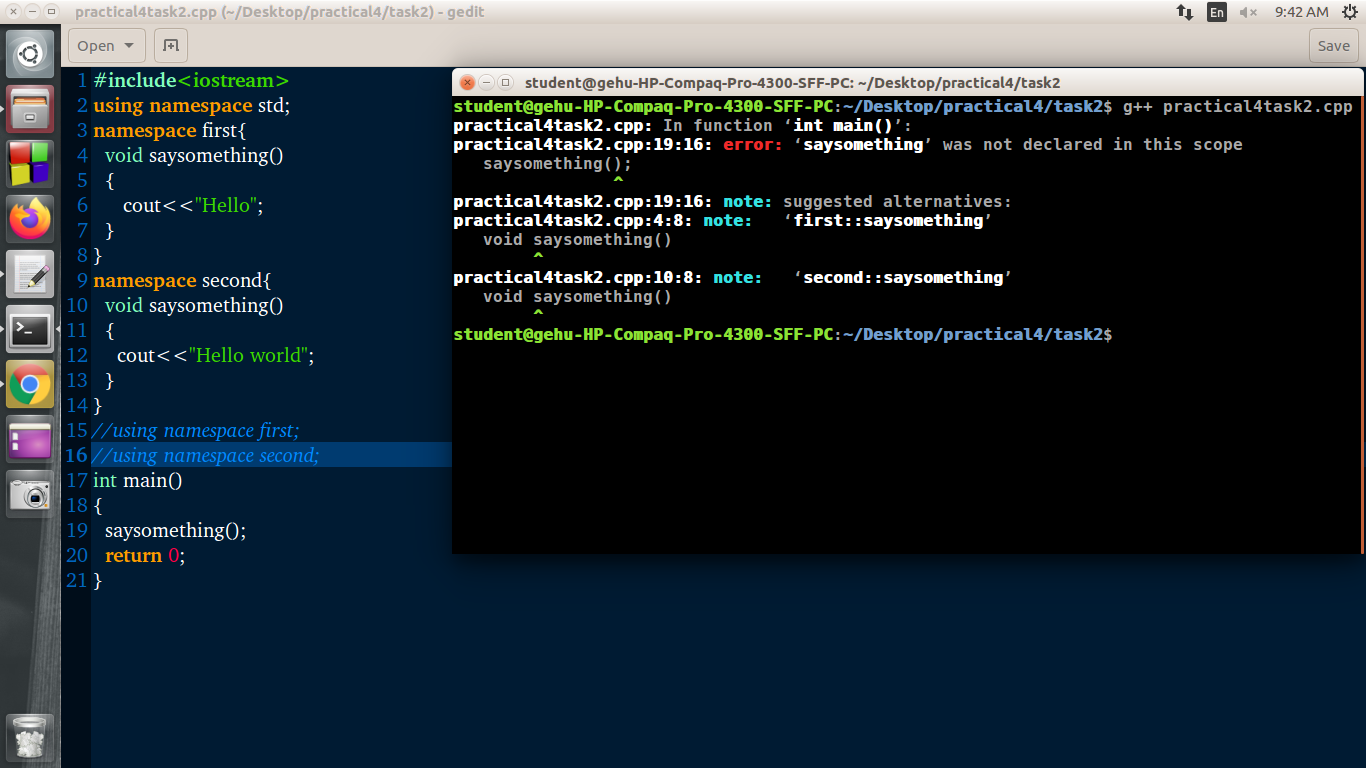 practical4task2.cpp (~/Desktop/practical4/task2) - gedit
En
9:42 AM
Open
Save
1 #include<iostream>
2 using namespace std;
3 namespace first{
4 void saysomething()
5 {
6 cout<<"Hello";
7 }
8 }
9 namespace second{
10 void saysomething()
11 {
12 cout<<"Hello world";
13 }
14 }
15 //using namespace first;
16 //using namespace second;
17 int main()
18 {
19 saysomething();
20 return 0;
21 }
student@gehu-HP-Compaq-Pro-4300-SFF-PC: ~/Desktop/practical4/task2
student@gehu-HP-Compaq-Pro-4300-SFF-PC:~/Desktop/practical4/task2$ g++ practical4task2.cpp
practical4task2.cpp: In function ‘int main()’:
practical4task2.cpp:19:16: error: ‘saysomething’ was not declared in this scope
saysomething();
^
practical4task2.cpp:19:16: note: suggested alternatives:
practical4task2.cpp:4:8: note:   ‘first::saysomething’
void saysomething()
^
practical4task2.cpp:10:8: note:   ‘second::saysomething’
void saysomething()
^
student@gehu-HP-Compaq-Pro-4300-SFF-PC:~/Desktop/practical4/task2$